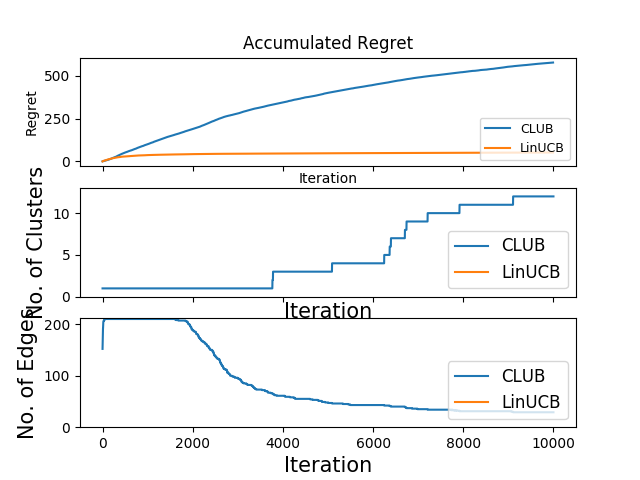 Accumulated Regret
Regret
500
250
0
CLUB
LinUCB
Iteration
No. of Clusters
10
5
0
CLUB
LinUCB
Iteration
No. of Edges
200
100
0
CLUB
LinUCB
0 2000 4000 6000 8000 10000
Iteration